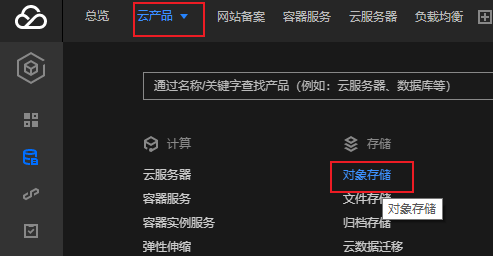 总览 云产品 网站备案 容器服务 云服务器 负载均衡
通过名称/关键字查找产品（例如：云服务器、数据库等）
计算 存储
云服务器 对象存储
容器服务 文件存储
对象存储
容器实例服务 归档存储
弹性伸缩 云数据迁移